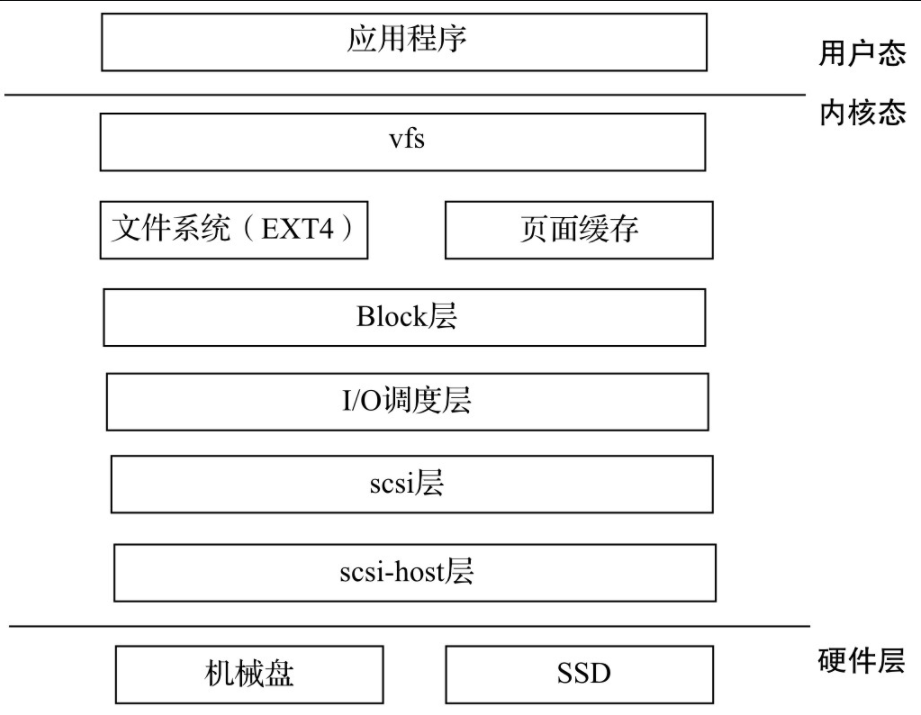 应用程序
用户态
内核态
vfs
文件系统（EXT4）
页面缓存
Block层
I/O调度层
scsi层
scsi-host层
硬件层
机械盘
SSD